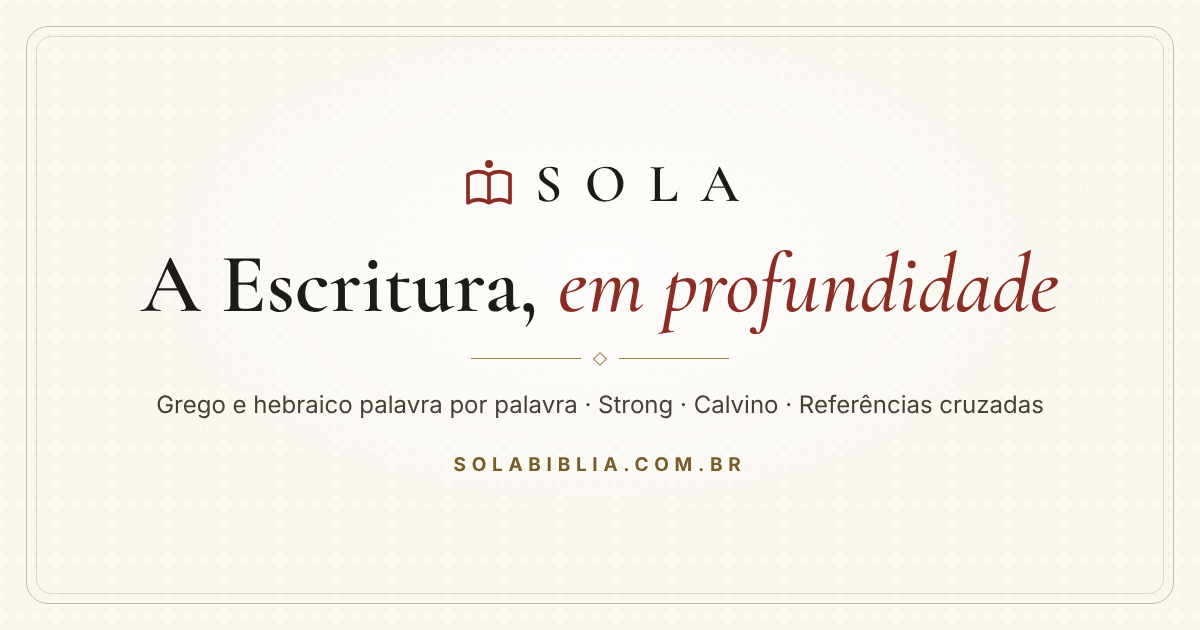 SOLA
A Escritura, em profundidade
Grego e hebraico palavra por palavra · Strong · Calvino · Referências cruzadas
SOLABIBLIA.COM.BR